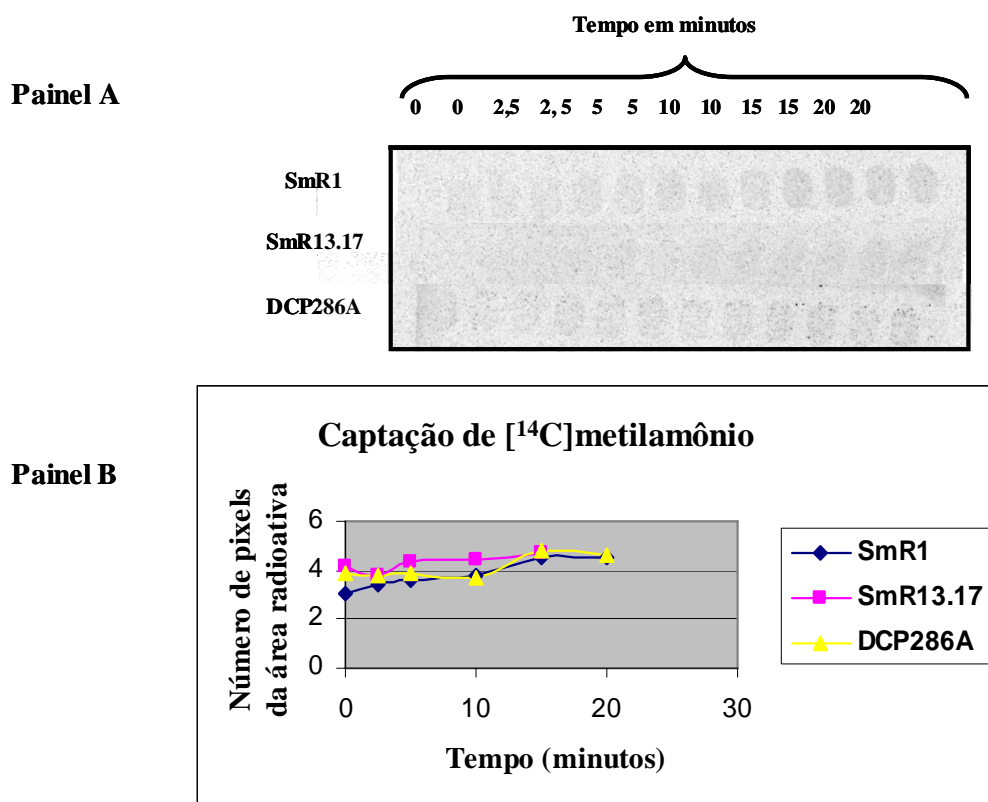 Tempo em minutos
Painel A
0 0 2,5 2,5 5 5 10 10 15 15 20 20
SmR1
SmR13.17
DCP286A
Captação de [¹⁴C]metilamônio
Painel B
Número de pixels
da área radioativa
6
4
2
0
0 10 20 30
Tempo (minutos)
SmR1
SmR13.17
DCP286A